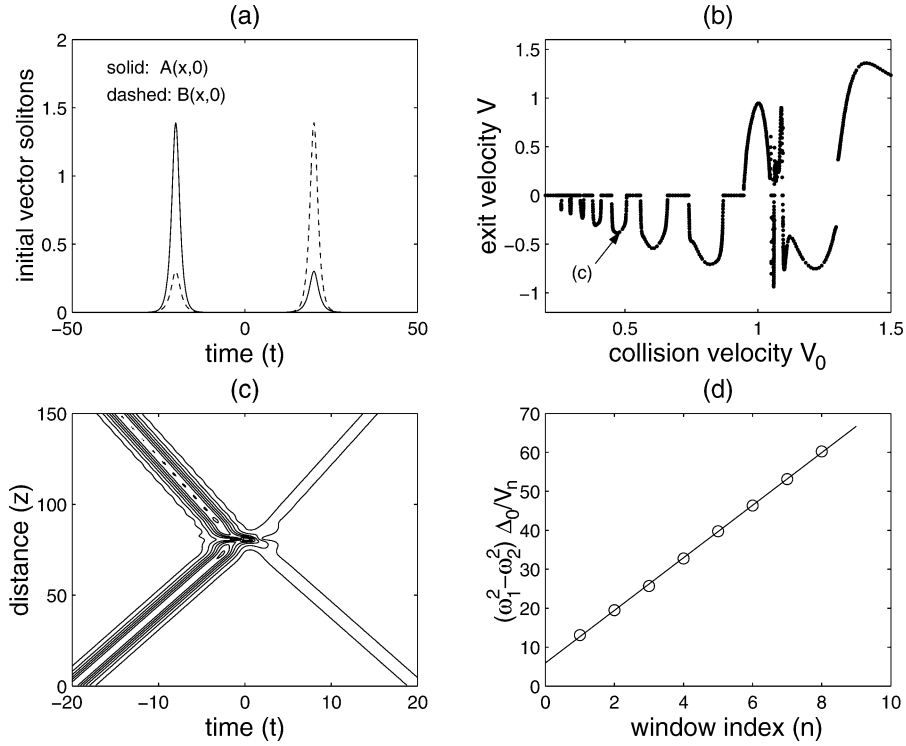 (a)
initial vector solitons
2
1.5
1
0.5
0
solid: A(x,0)
dashed: B(x,0)
−50
0
50
time (t)
(b)
exit velocity V
1.5
1
0.5
0
−0.5
−1
(c)
0.5
1
1.5
collision velocity V₀
(c)
distance (z)
150
100
50
0
−20
−10
0
10
20
time (t)
(d)
(ω₁²−ω₂²) Δ₀/Vₙ
70
60
50
40
30
20
10
0
0
2
4
6
8
10
window index (n)